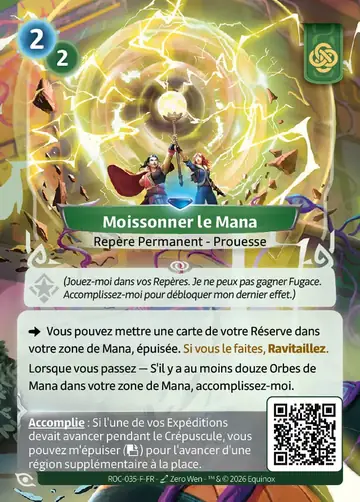 2
2
Moissonner le Mana
Repère Permanent - Prouesse
(Jouez-moi dans vos Repères. Je ne peux pas gagner Fugace.
Accomplissez-moi pour débloquer mon dernier effet.)
Vous pouvez mettre une carte de votre Réserve dans
votre zone de Mana, épuisée. Si vous le faites, Ravitaillez.
Lorsque vous passez — S'il y a au moins douze Orbes de
Mana dans votre zone de Mana, accomplissez-moi.
Accomplie : Si l'une de vos Expéditions
devait avancer pendant le Crépuscule, vous
pouvez m'épuiser () pour l'avancer d'une
région supplémentaire à la place.
ROC-035-F-FR - Zero Wen - ™ & © 2026 Equinox